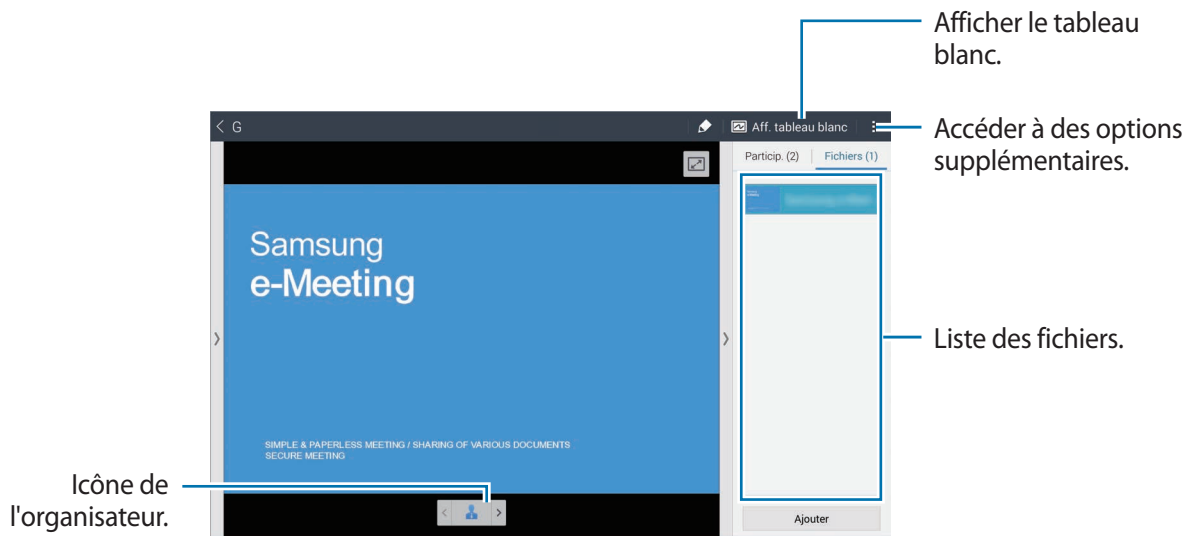 Afficher le tableau
blanc.
G
Aff. tableau blanc
Accéder à des options
supplémentaires.
Particip. (2)
Fichiers (1)
Samsung
e-Meeting
Liste des fichiers.
SIMPLE & PAPERLESS MEETING / SHARING OF VARIOUS DOCUMENTS
SECURE MEETING
Icône de
l'organisateur.
Ajouter